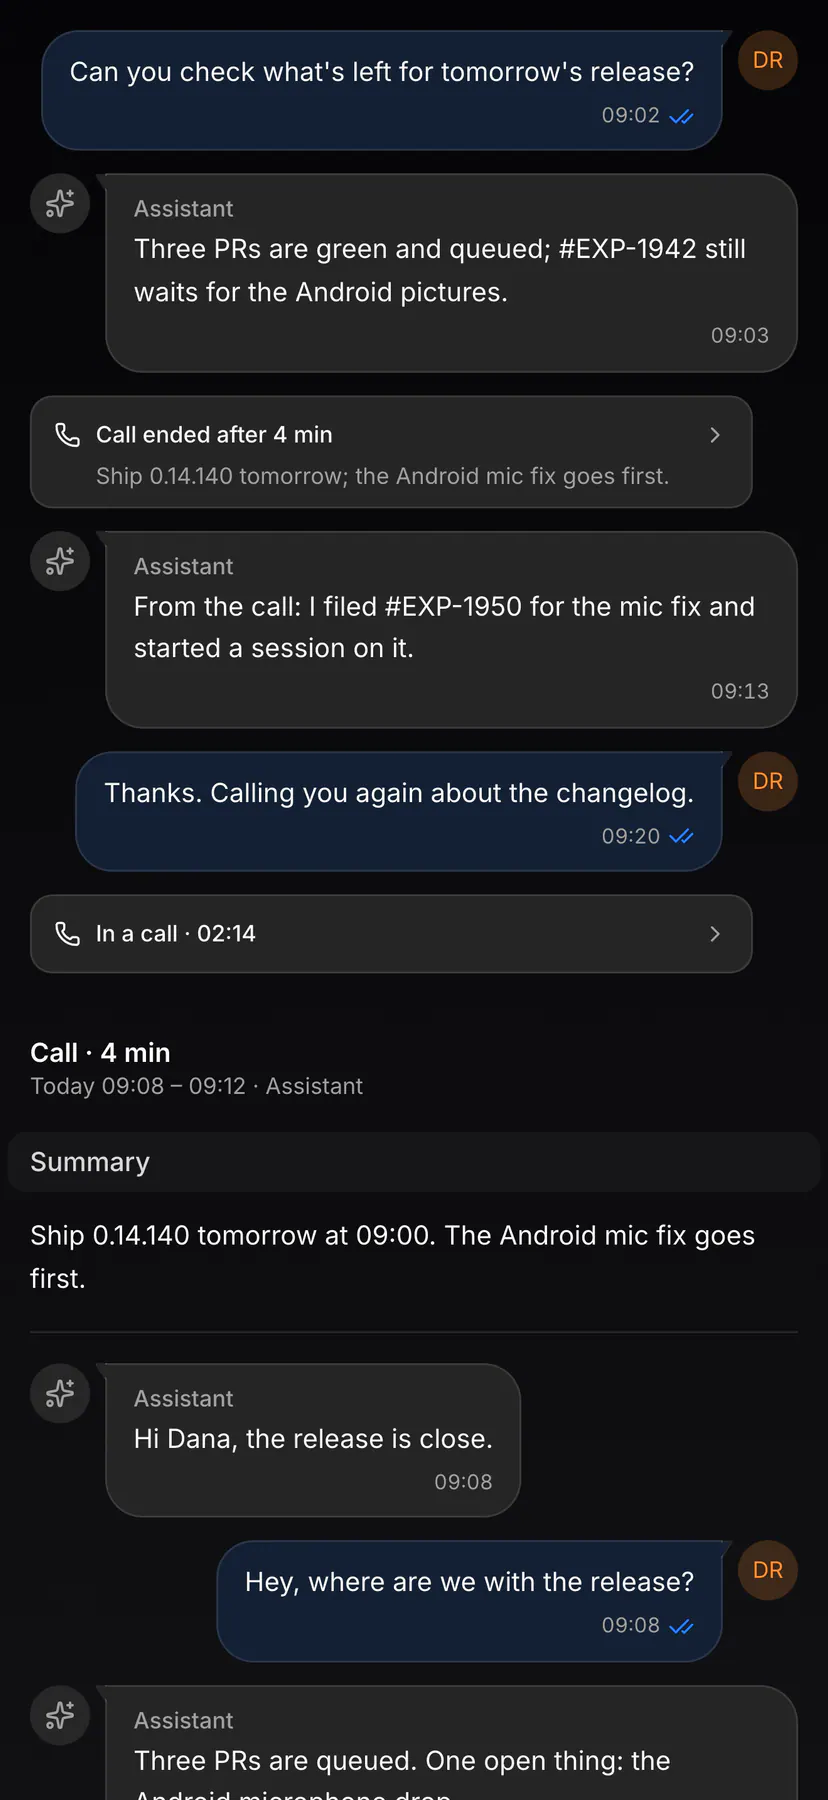 Can you check what's left for tomorrow's release?
DR
09:02
Assistant
Three PRs are green and queued; #EXP-1942 still
waits for the Android pictures.
09:03
Call ended after 4 min
Ship 0.14.140 tomorrow; the Android mic fix goes first.
Assistant
From the call: I filed #EXP-1950 for the mic fix and
started a session on it.
09:13
Thanks. Calling you again about the changelog.
DR
09:20
In a call · 02:14
Call · 4 min
Today 09:08 – 09:12 · Assistant
Summary
Ship 0.14.140 tomorrow at 09:00. The Android mic fix goes
first.
Assistant
Hi Dana, the release is close.
09:08
Hey, where are we with the release?
DR
09:08
Assistant
Three PRs are queued. One open thing: the
Android microphone drop